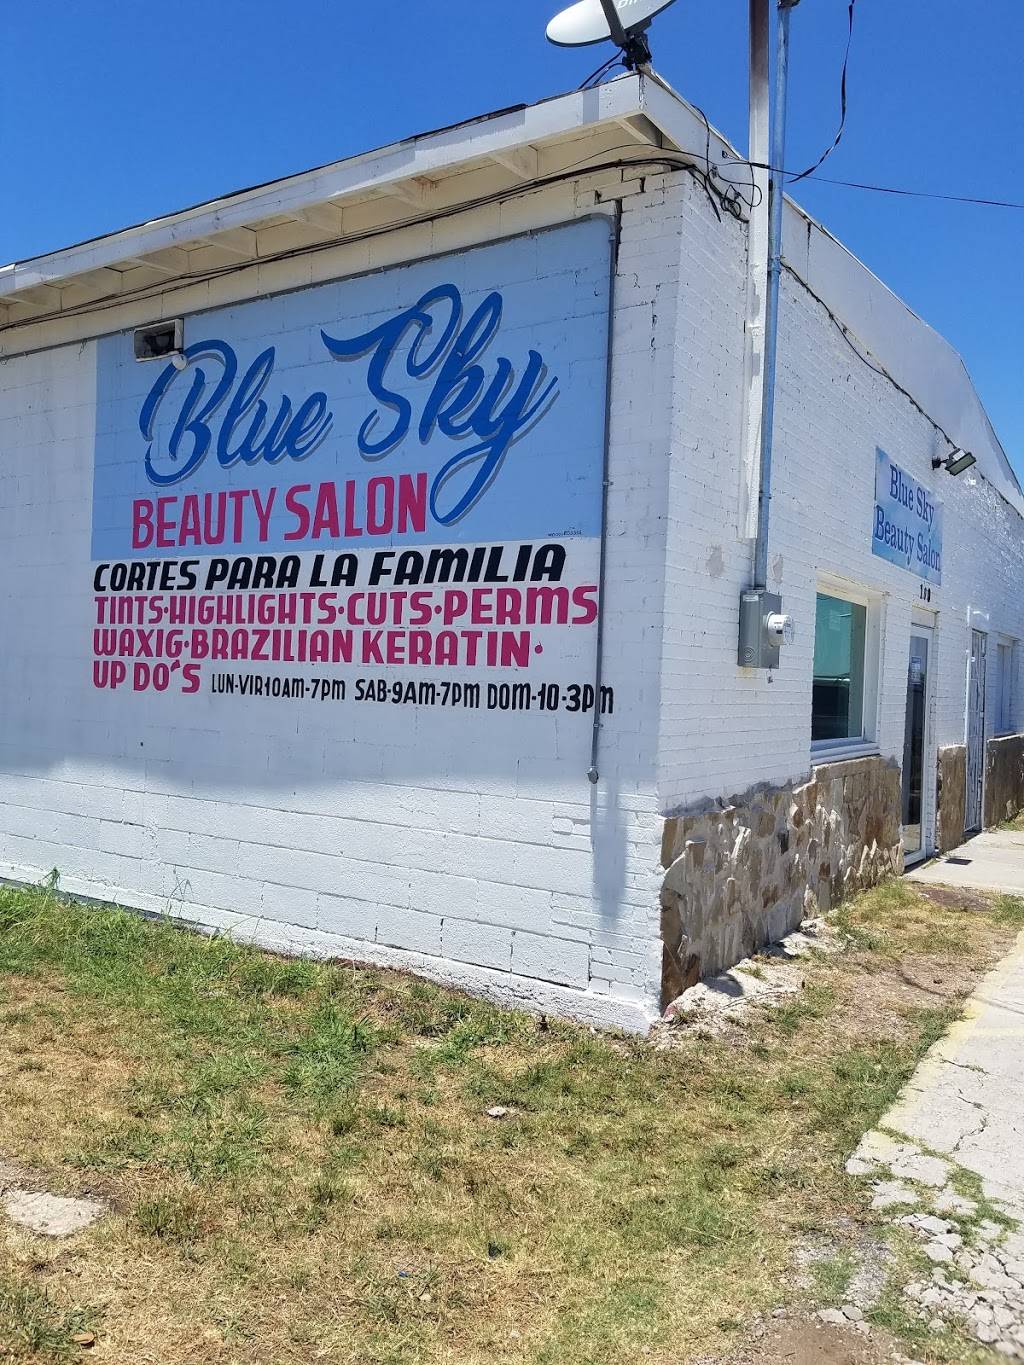 Blue Sky
BEAUTY SALON
CORTES PARA LA FAMILIA
TINTS·HIGHLIGHTS·CUTS·PERMS
WAXIG·BRAZILIAN KERATIN·
UP DO'S LUN-VIR10AM-7PM SAB-9AM-7PM DOM-10-3PM
Blue Sky
Beauty Salon